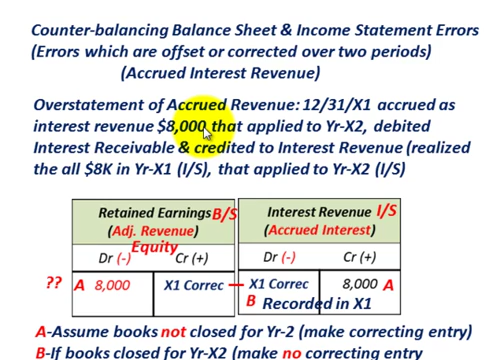 Counter-balancing Balance Sheet & Income Statement Errors
(Errors which are offset or corrected over two periods)
(Accrued Interest Revenue)
Overstatement of Accrued Revenue: 12/31/X1 accrued as
interest revenue $8,000 that applied to Yr-X2, debited
Interest Receivable & credited to Interest Revenue (realized
the all $8K in Yr-X1 (I/S), that applied to Yr-X2 (I/S)
Retained Earnings B/S Interest Revenue I/S
(Adj. Revenue) (Accrued Interest)
Equity
Dr (-) Cr (+) Dr (-) Cr (+)
?? A 8,000 X1 Correc — X1 Correc 8,000 A
B Recorded in X1
A-Assume books not closed for Yr-2 (make correcting entry)
B-If books closed for Yr-X2 (make no correcting entry